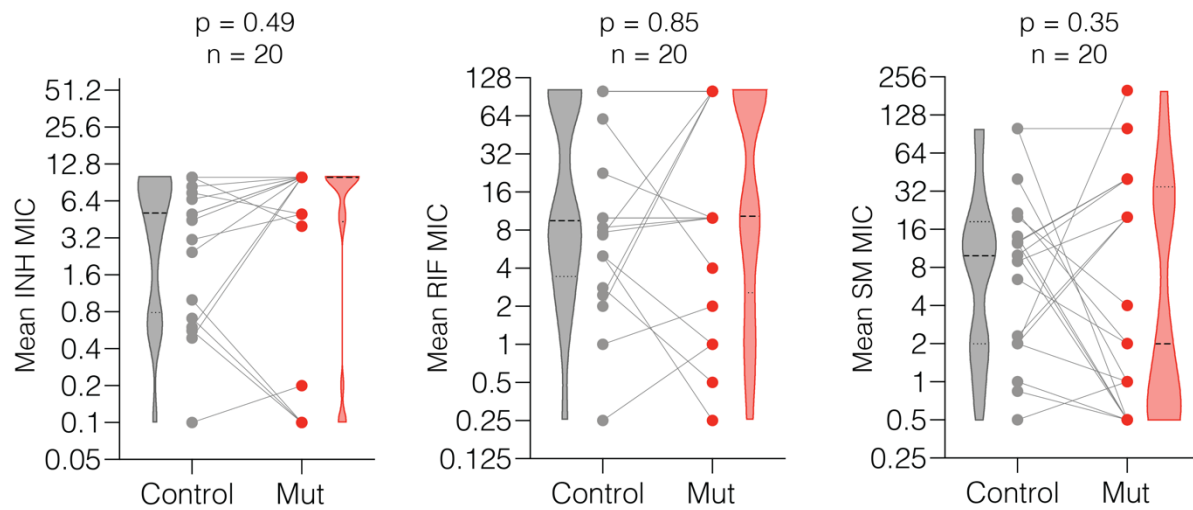 p = 0.49
n = 20
Mean INH MIC
51.2
25.6
12.8
6.4
3.2
1.6
0.8
0.4
0.2
0.1
0.05
Control
Mut
p = 0.85
n = 20
Mean RIF MIC
128
64
32
16
8
4
2
1
0.5
0.25
0.125
Control
Mut
p = 0.35
n = 20
Mean SM MIC
256
128
64
32
16
8
4
2
1
0.5
0.25
Control
Mut